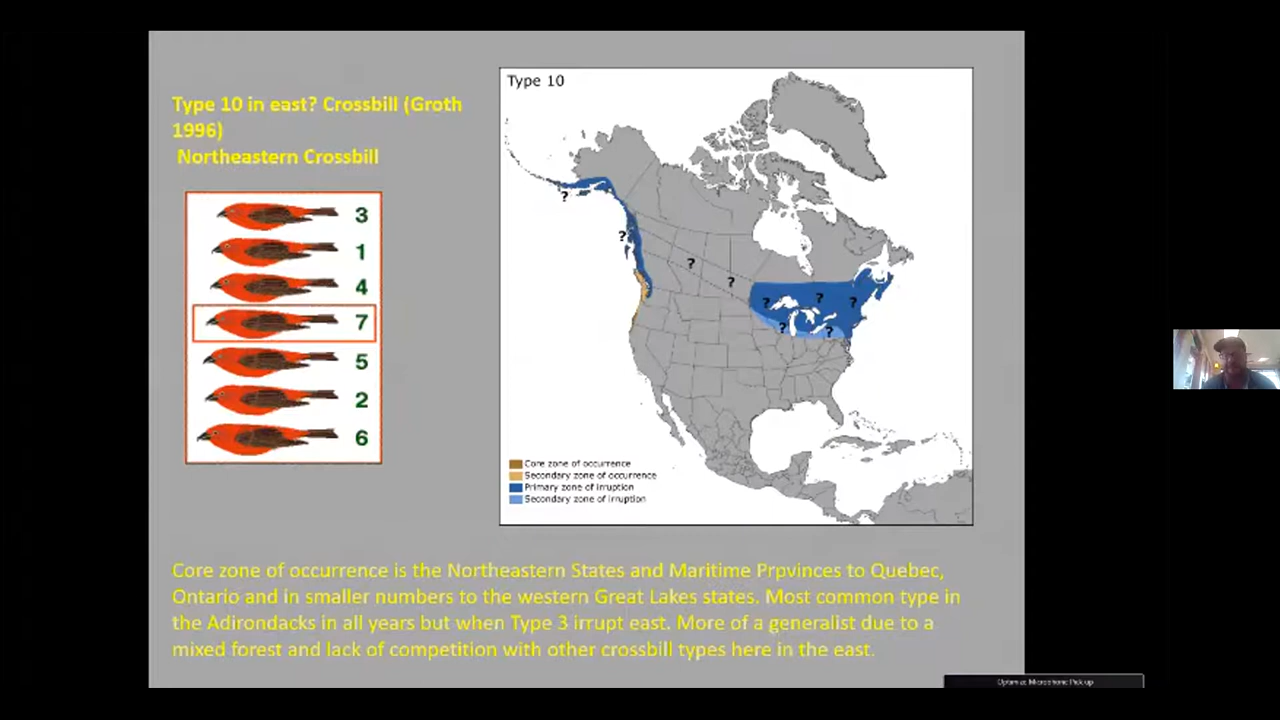 Type 10 in east? Crossbill (Groth
1996)
Northeastern Crossbill
3
1
4
7
5
2
6
Type 10
?
?
?
?
?
?
?
?
?
Core zone of occurrence
Secondary zone of occurrence
Primary zone of irruption
Secondary zone of irruption
Core zone of occurrence is the Northeastern States and Maritime Prpvinces to Quebec,
Ontario and in smaller numbers to the western Great Lakes states. Most common type in
the Adirondacks in all years but when Type 3 irrupt east. More of a generalist due to a
mixed forest and lack of competition with other crossbill types here in the east.
Microphone Pick up